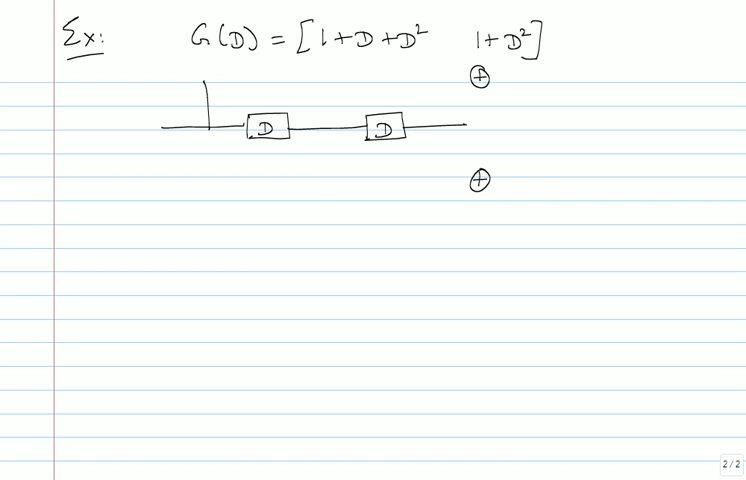 Ex: G(D) = [1+D+D² 1+D²]
D D
2/2